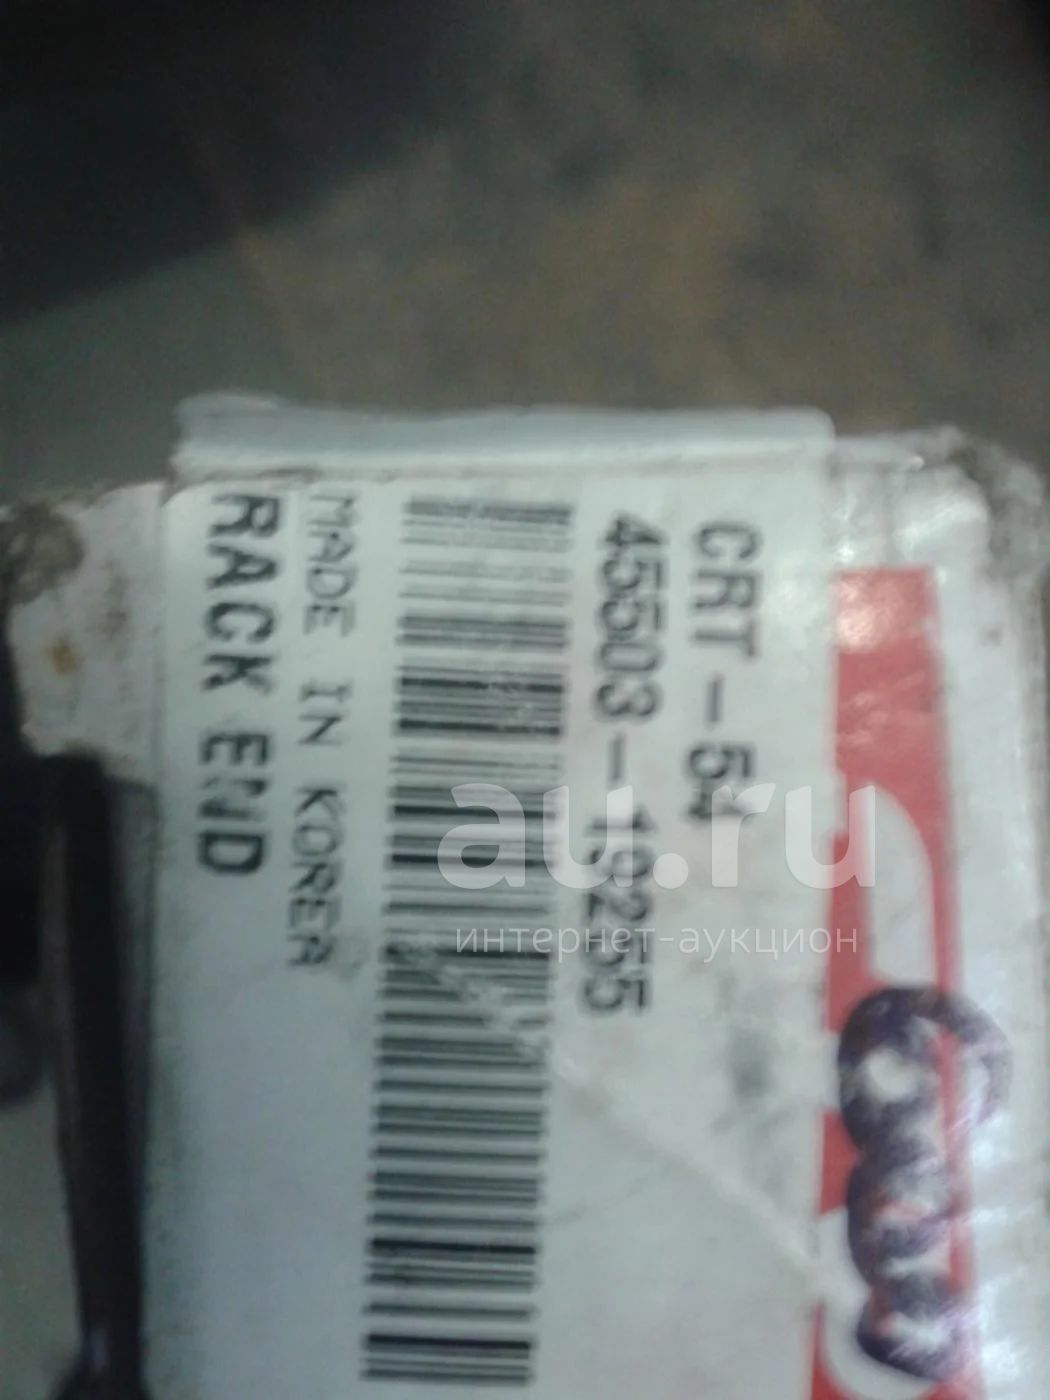 CRT-54
45503-19255
MADE IN KOREA
RACK END
au.ru
интернет-аукцион